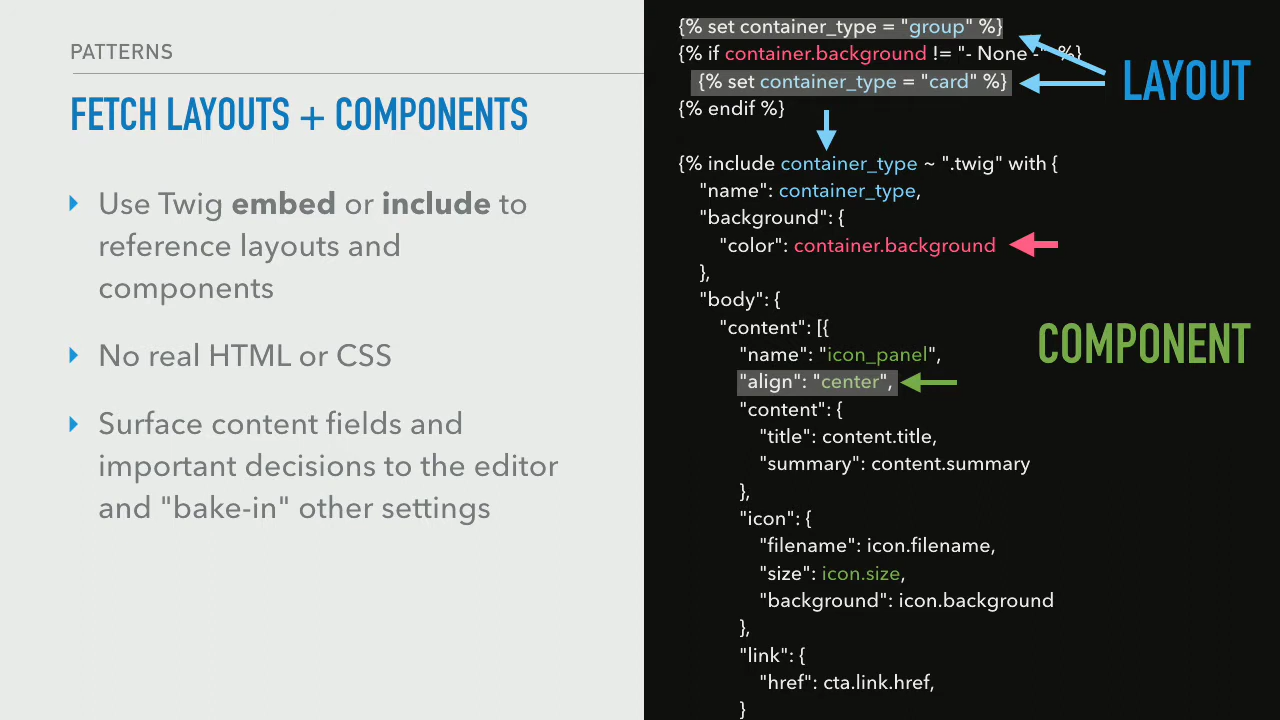 PATTERNS
FETCH LAYOUTS + COMPONENTS
Use Twig embed or include to
reference layouts and
components
No real HTML or CSS
Surface content fields and
important decisions to the editor
and "bake-in" other settings
{% set container_type = "group" %}
{% if container.background != "- None -" %}
{% set container_type = "card" %}
{% endif %}
LAYOUT
{% include container_type ~ ".twig" with {
"name": container_type,
"background": {
"color": container.background
},
"body": {
"content": [{
"name": "icon_panel",
"align": "center",
"content": {
"title": content.title,
"summary": content.summary
},
"icon": {
"filename": icon.filename,
"size": icon.size,
"background": icon.background
},
"link": {
"href": cta.link.href,
}
COMPONENT